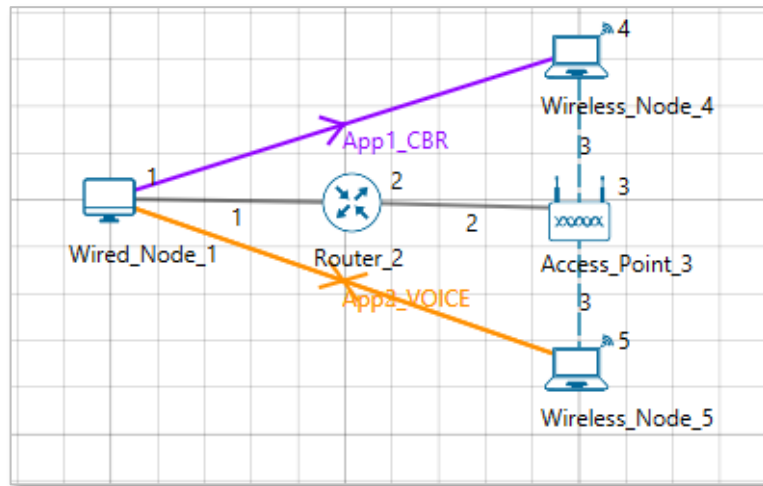 4
Wireless_Node_4
3
App1_CBR
1
2
3
1
2
Wired_Node_1
Router_2
Access_Point_3
App2_VOICE
3
5
Wireless_Node_5